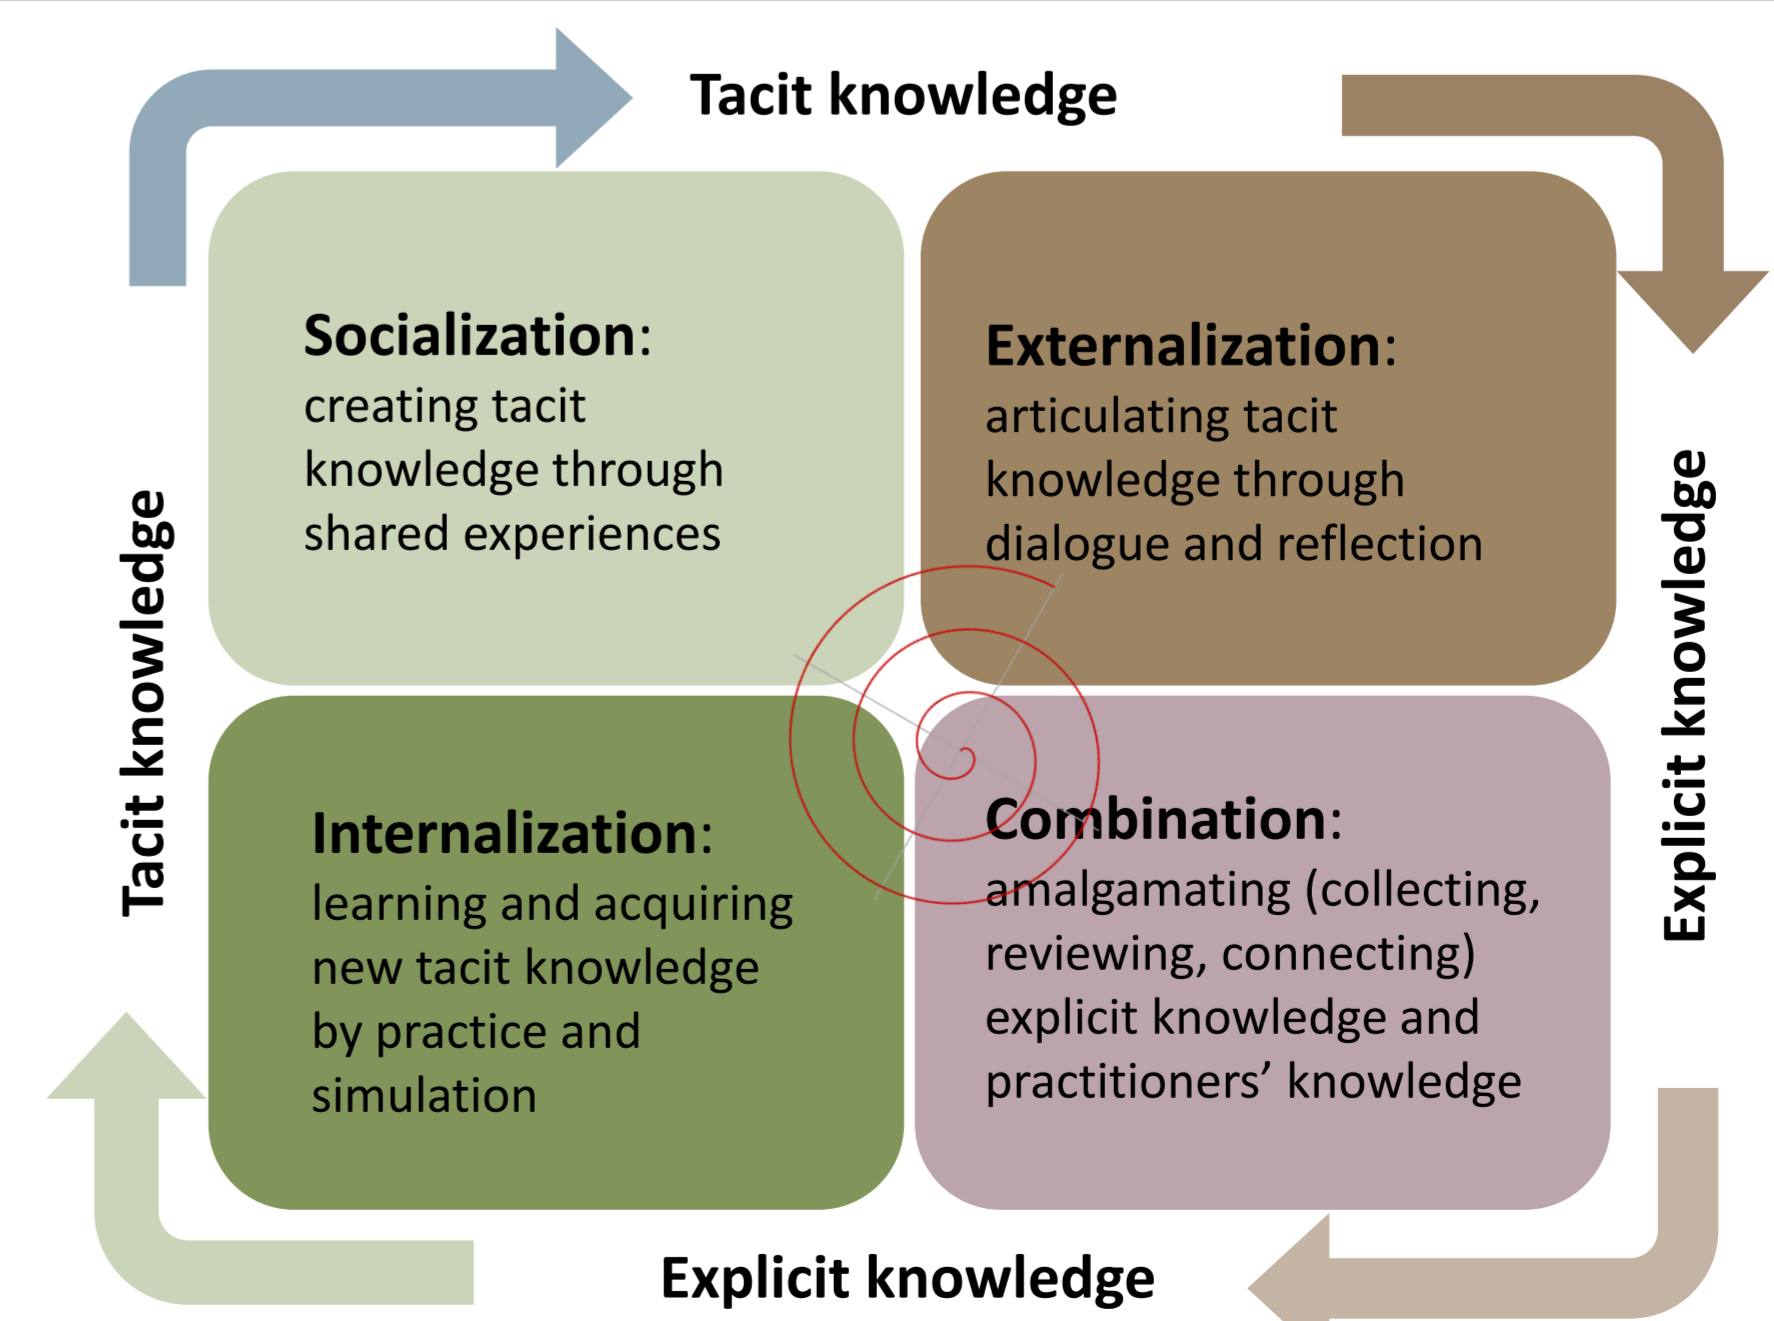 Tacit knowledge
Socialization:
creating tacit
knowledge through
shared experiences
Externalization:
articulating tacit
knowledge through
dialogue and reflection
Tacit knowledge
Explicit knowledge
Internalization:
learning and acquiring
new tacit knowledge
by practice and
simulation
Combination:
amalgamating (collecting,
reviewing, connecting)
explicit knowledge and
practitioners’ knowledge
Explicit knowledge